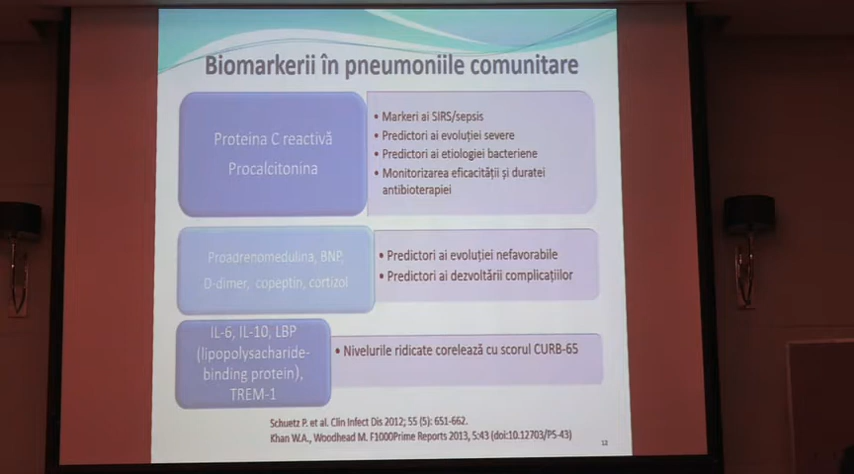 Biomarkerii în pneumoniile comunitare
Proteina C reactivă
Procalcitonina
• Markeri ai SIRS/sepsis
• Predictori ai evoluției severe
• Predictori ai etiologiei bacteriene
• Monitorizarea eficacității și duratei
antibioterapiei
Proadrenomedulina, BNP,
D-dimer, copeptin, cortizol
• Predictori ai evoluției nefavorabile
• Predictori ai dezvoltării complicațiilor
IL-6, IL-10, LBP
(lipopolysacharide-
binding protein),
TREM-1
• Nivelurile ridicate corelează cu scorul CURB-65
Schuetz P. et al. Clin Infect Dis 2012; 55 (5): 651-662.
Khan W.A., Woodhead M. F1000Prime Reports 2013, 5:43 (doi:10.12703/P5-43)
12